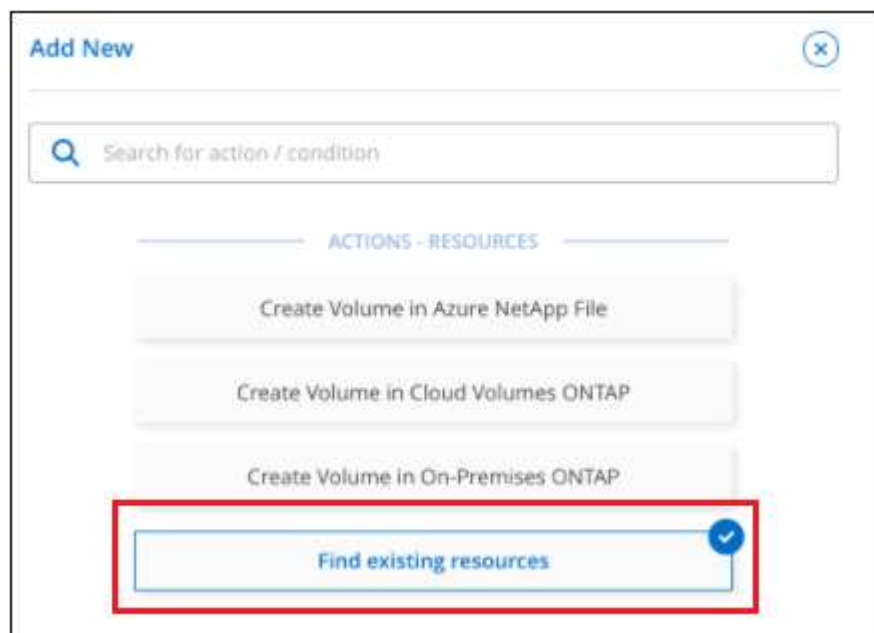 Add New
Search for action / condition
ACTIONS - RESOURCES
Create Volume in Azure NetApp File
Create Volume in Cloud Volumes ONTAP
Create Volume in On-Premises ONTAP
Find existing resources